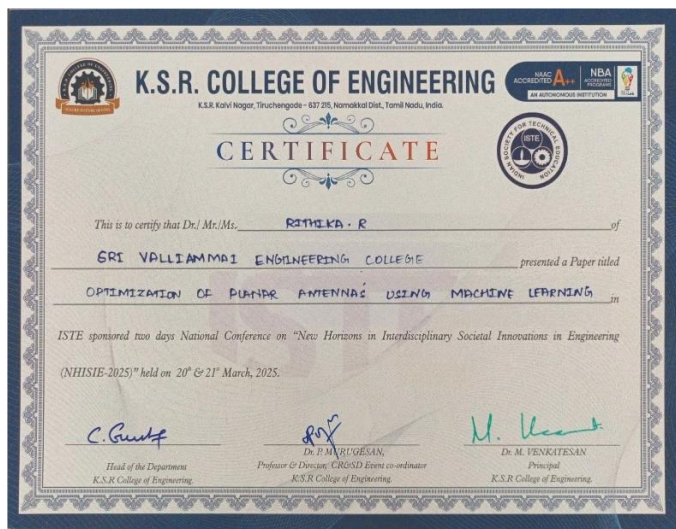 K.S.R. COLLEGE OF ENGINEERING
K.S.R. Kalvi Nagar, Tiruchengode - 637 215, Namakkal Dist., Tamil Nadu, India.
NAAC ACCREDITED A++
NBA ACCREDITED PROGRAMS
AN AUTONOMOUS INSTITUTION
CERTIFICATE
INDIAN SOCIETY FOR TECHNICAL EDUCATION
ISTE
This is to certify that Dr./ Mr./Ms. RITHIKA. R of
SRI VALLIAMMAI ENGINEERING COLLEGE presented a Paper titled
OPTIMIZATION OF PLANAR ANTENNAS USING MACHINE LEARNING in
ISTE sponsored two days National Conference on "New Horizons in Interdisciplinary Societal Innovations in Engineering
(NHISIE-2025)" held on 20th & 21st March, 2025.
Head of the Department
K.S.R College of Engineering.
Dr. P. MURUGESAN,
Professor & Director, CR&SD Event co-ordinator
K.S.R College of Engineering.
Dr. M. VENKATESAN
Principal
K.S.R College of Engineering.